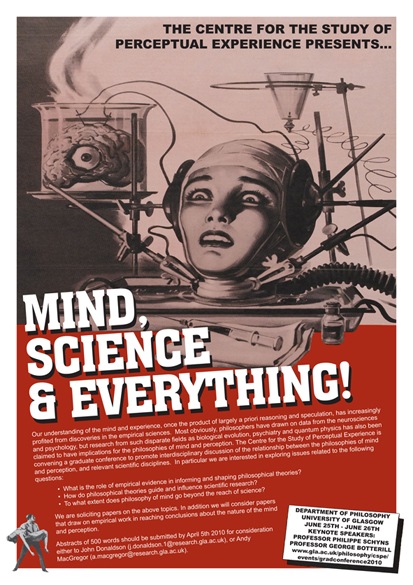 THE CENTRE FOR THE STUDY OF
PERCEPTUAL EXPERIENCE PRESENTS...
MIND,
SCIENCE
& EVERYTHING!
Our understanding of the mind and experience, once the product of largely a priori reasoning and speculation, has increasingly
profited from discoveries in the empirical sciences. Most obviously, philosophers have drawn on data from the neurosciences
and psychology, but research from such disparate fields as biological evolution, psychiatry and quantum physics has also been
claimed to have implications for the philosophies of mind and perception. The Centre for the Study of Perceptual Experience is
convening a graduate conference to promote interdisciplinary discussion of the relationship between the philosophies of mind
and perception, and relevant scientific disciplines. In particular we are interested in exploring issues related to the following
questions:
• What is the role of empirical evidence in informing and shaping philosophical theories?
• How do philosophical theories guide and influence scientific research?
• To what extent does philosophy of mind go beyond the reach of science?
We are soliciting papers on the above topics. In addition we will consider papers
that draw on empirical work in reaching conclusions about the nature of the mind
and perception.
Abstracts of 500 words should be submitted by April 5th 2010 for consideration
either to John Donaldson (j.donaldson.1@research.gla.ac.uk), or Andy
MacGregor (a.macgregor@research.gla.ac.uk).
DEPARTMENT OF PHILOSOPHY
UNIVERSITY OF GLASGOW
JUNE 25TH - JUNE 26TH
KEYNOTE SPEAKERS:
PROFESSOR PHILIPPE SCHYNS
PROFESSOR GEORGE BOTTERILL
www.gla.ac.uk/philosophy/cspe/
events/gradconference2010